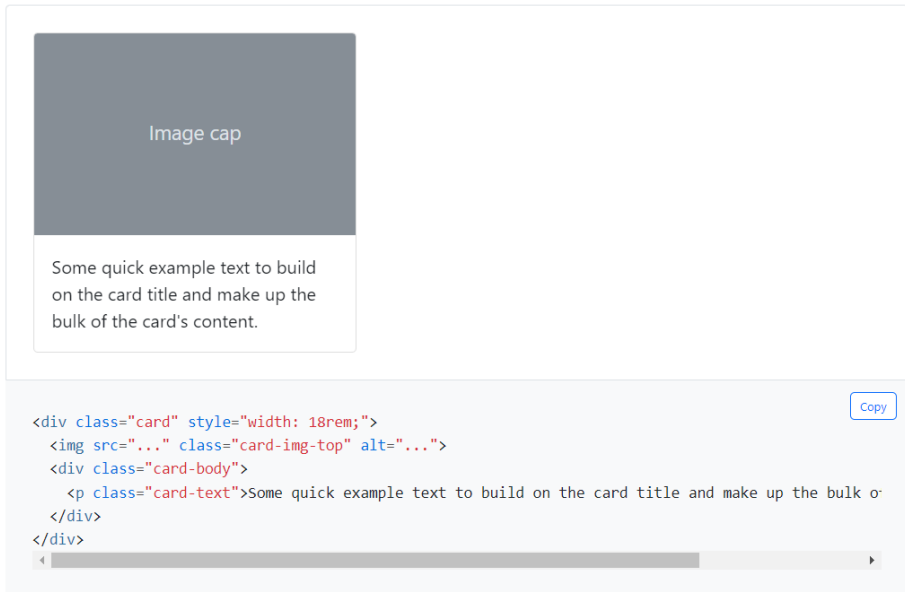 Image cap
Some quick example text to build
on the card title and make up the
bulk of the card's content.
Copy
<div class="card" style="width: 18rem;">
  <img src="..." class="card-img-top" alt="...">
  <div class="card-body">
    <p class="card-text">Some quick example text to build on the card title and make up the bulk o
  </div>
</div>